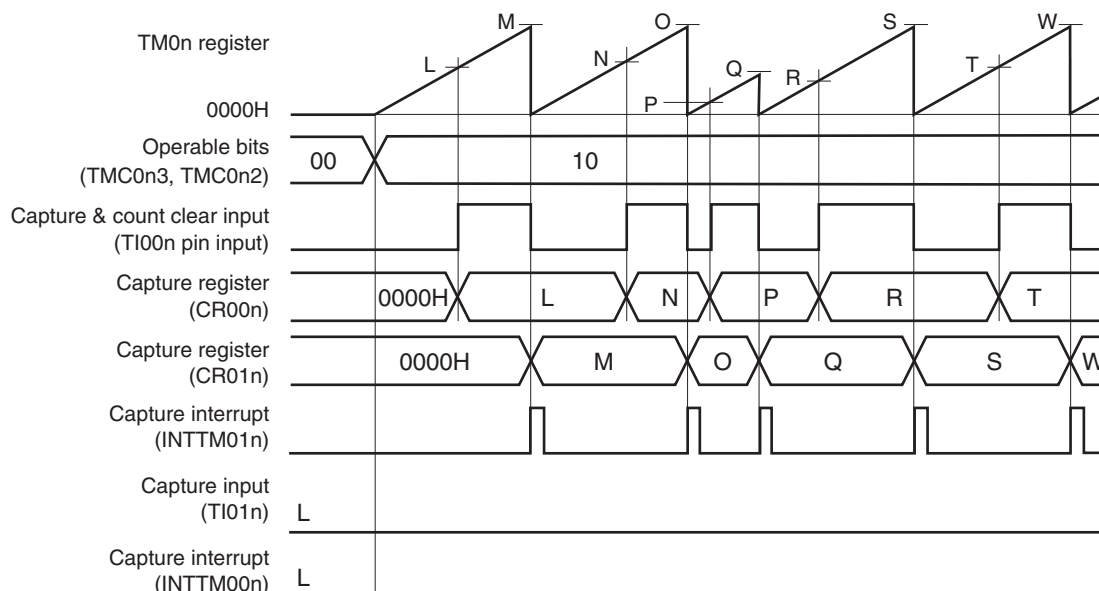 M O S W
L N Q R T
TM0n register
P
0000H
Operable bits
(TMC0n3, TMC0n2)
00 10
Capture & count clear input
(TI00n pin input)
Capture register
(CR00n)
0000H L N P R T
Capture register
(CR01n)
0000H M O Q S W
Capture interrupt
(INTTM01n)
Capture input
(TI01n)
L
Capture interrupt
(INTTM00n)
L